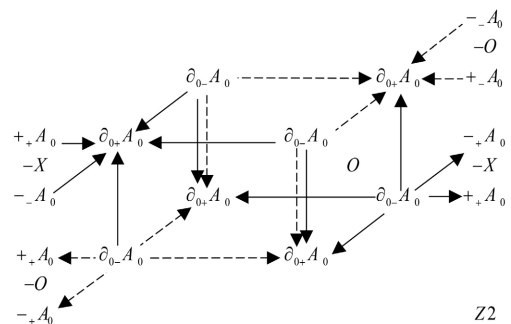 −₋A₀
−O
∂₀₋A₀ ∂₀₊A₀ +₋A₀
+₊A₀ ∂₀₊A₀ ∂₀₋A₀ −₊A₀
−X O −X
−₋A₀ ∂₀₊A₀ ∂₀₋A₀ +₊A₀
+₊A₀ ∂₀₋A₀ ∂₀₊A₀
−O
−₊A₀ Z2